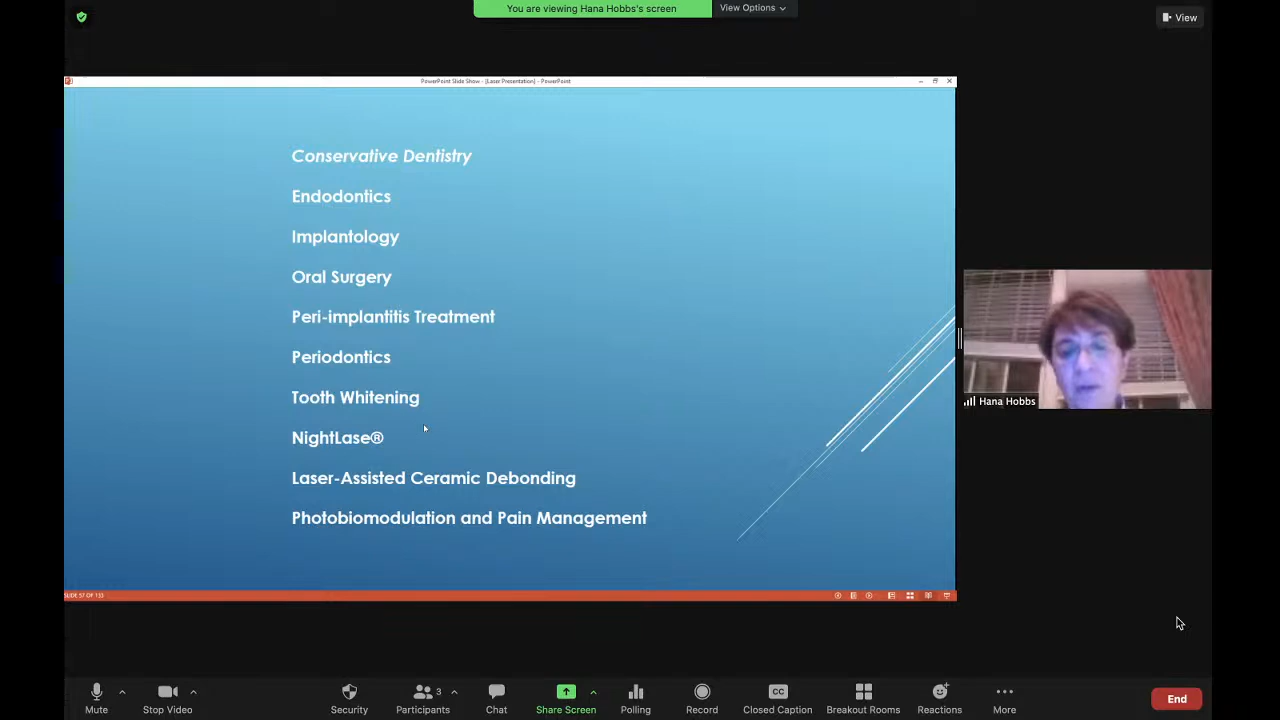 You are viewing Hana Hobbs's screen
View Options
View
PowerPoint Slide Show - [Laser Presentation] - PowerPoint
Conservative Dentistry
Endodontics
Implantology
Oral Surgery
Peri-implantitis Treatment
Periodontics
Tooth Whitening
NightLase®
Laser-Assisted Ceramic Debonding
Photobiomodulation and Pain Management
Hana Hobbs
SLIDE 57 OF 133
Mute
Stop Video
Security
Participants
3
Chat
Share Screen
Polling
Record
CC
Closed Caption
Breakout Rooms
Reactions
More
End